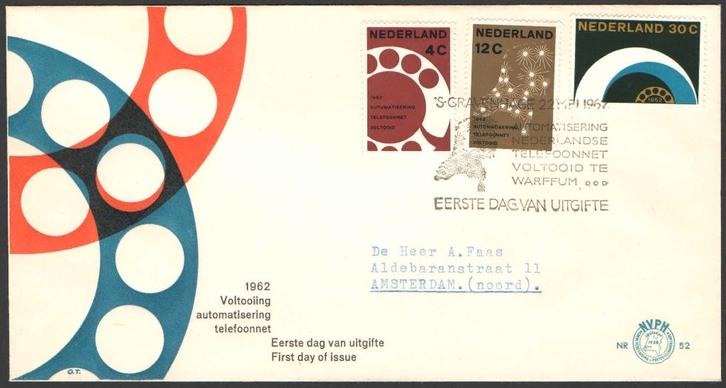 NEDERLAND
4C
1962
AUTOMATISERING
TELEFOONNET
VOLTOOID
NEDERLAND
12 C
1962
AUTOMATISERING
TELEFOONNET
VOLTOOID
NEDERLAND 30 C
1962
'S-GRAVENHAGE 22 MEI 1962
AUTOMATISERING
NEDERLANDSE
TELEFOONNET
VOLTOOID TE
WARFFUM
EERSTE DAG VAN UITGIFTE
De Heer A.Faas
Aldebaranstraat 11
AMSTERDAM.(noord).
1962
Voltooiing
automatisering
telefoonnet
Eerste dag van uitgifte
First day of issue
G.T.
NR
NVPH
52